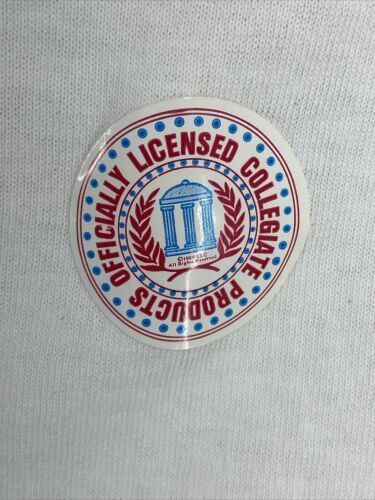 OFFICIALLY LICENSED COLLEGIATE PRODUCTS
All Rights Reserved